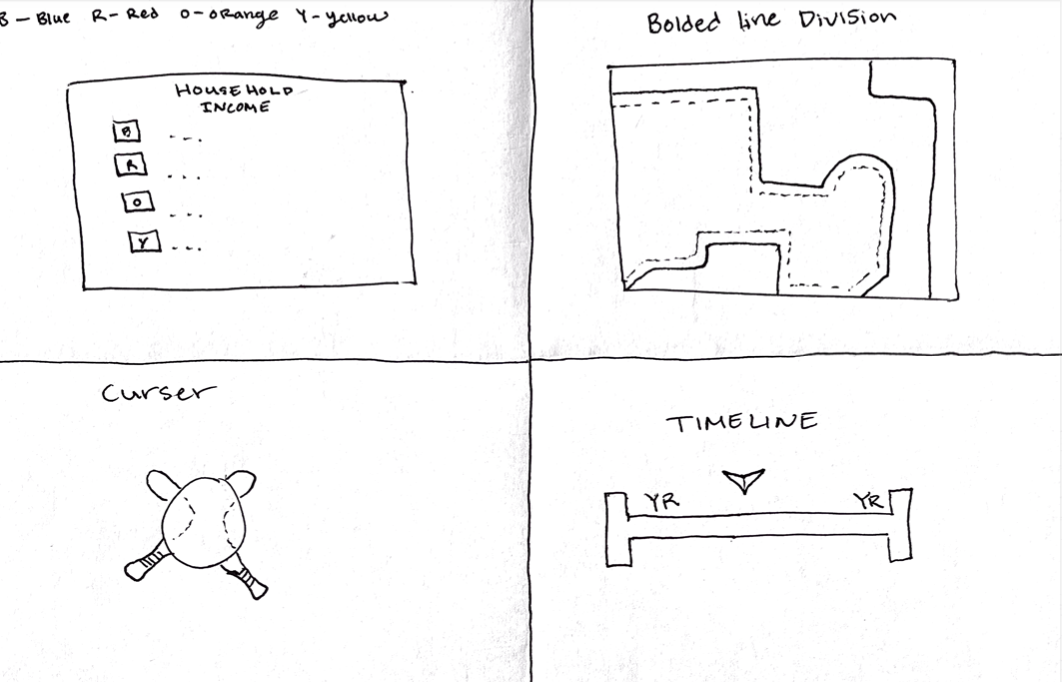 B - Blue R- Red O- ORange Y- yellow
HOUSEHOLD
INCOME
B ---
R ...
O ---
Y ---
Bolded line Division
Curser
TIMELINE
YR YR